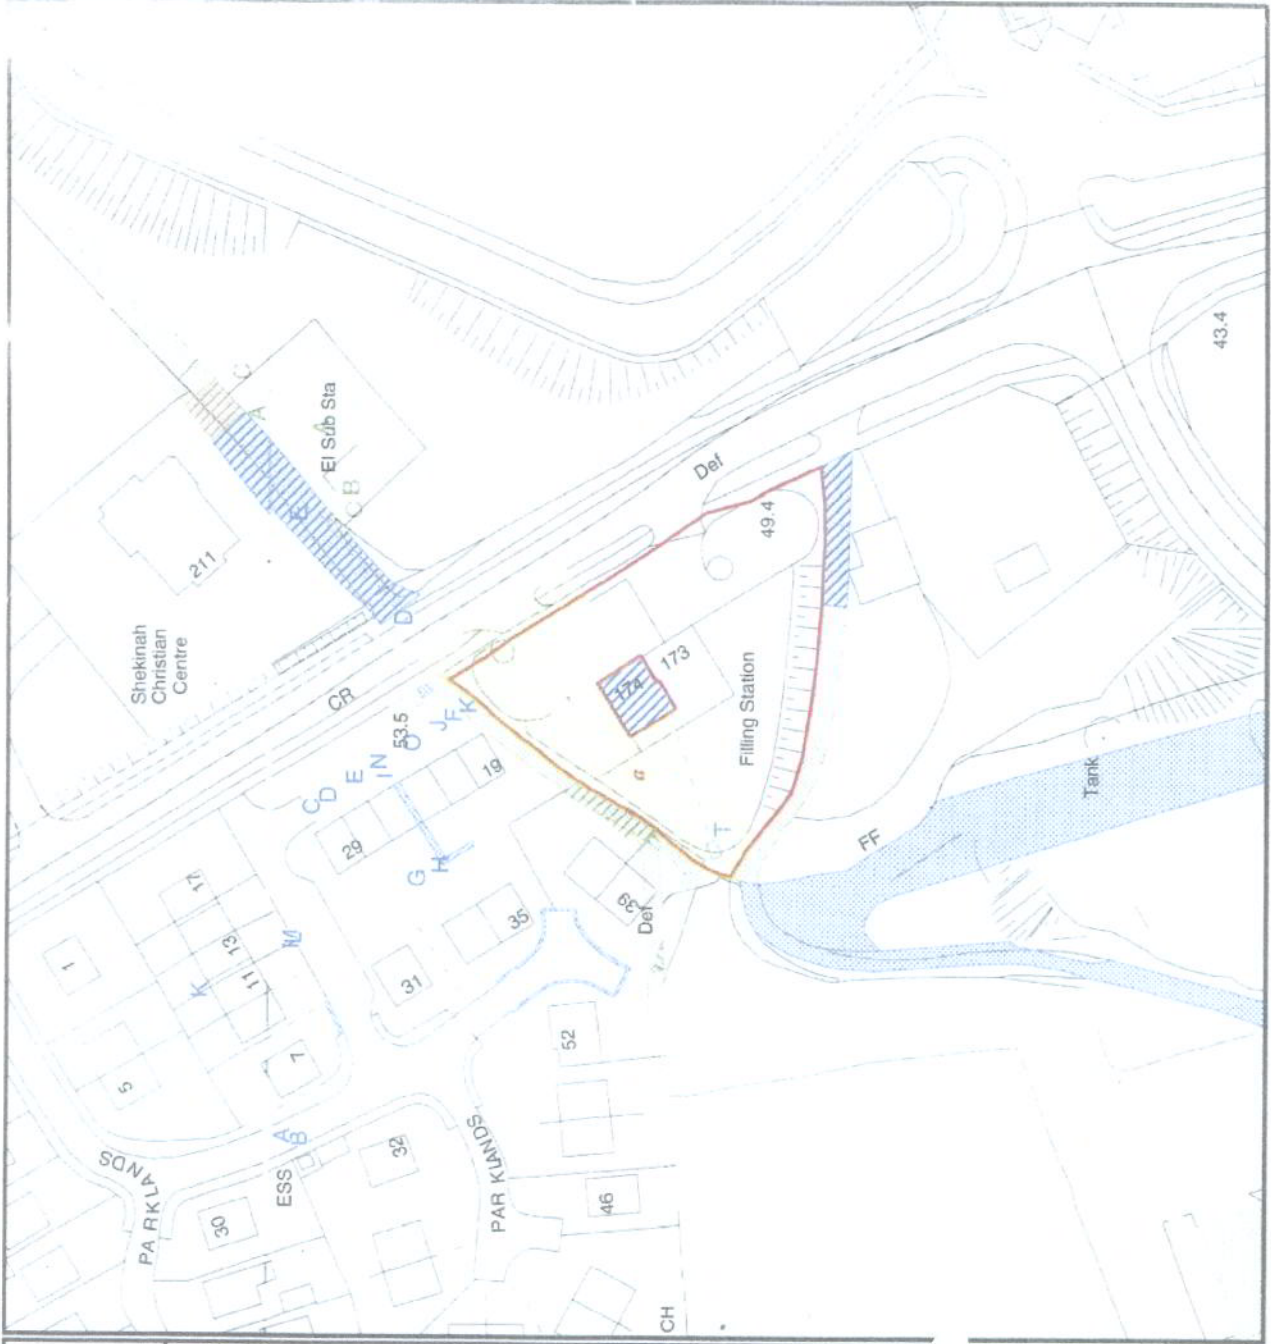 43.4
C
A
El Sub Sta
A
B
C
E
211
D
Def
49.4
Shekinah
Christian
Centre
CR
53.5
173
174
Filling Station
a
J
F
K
O
N
I
E
D
C
19
29
G
H
T
Tank
FF
39
Def
35
31
17
13
11
1
K
M
7
5
52
A
B
PARKLANDS
ESS
32
30
PARKLANDS
46
CH